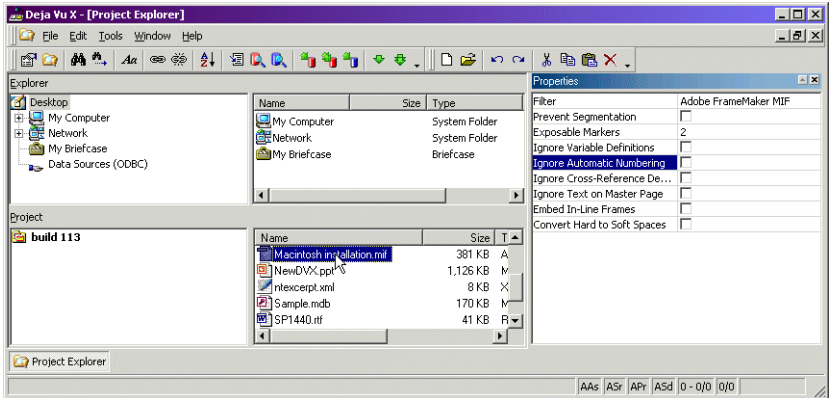 Deja Vu X - [Project Explorer]
File Edit Tools Window Help
Aa
Explorer
Desktop
My Computer
Network
My Briefcase
Data Sources (ODBC)
Name Size Type
My Computer System Folder
Network System Folder
My Briefcase Briefcase
Project
build 113
Name Size T
Macintosh installation.mif 381 KB A
NewDVX.ppt 1,126 KB M
ntexcerpt.xml 8 KB X
Sample.mdb 170 KB M
SP1440.rtf 41 KB R
Properties
Filter Adobe FrameMaker MIF
Prevent Segmentation
Exposable Markers 2
Ignore Variable Definitions
Ignore Automatic Numbering
Ignore Cross-Reference De...
Ignore Text on Master Page
Embed In-Line Frames
Convert Hard to Soft Spaces
Project Explorer
AAs ASr APr ASd 0 - 0/0 0/0